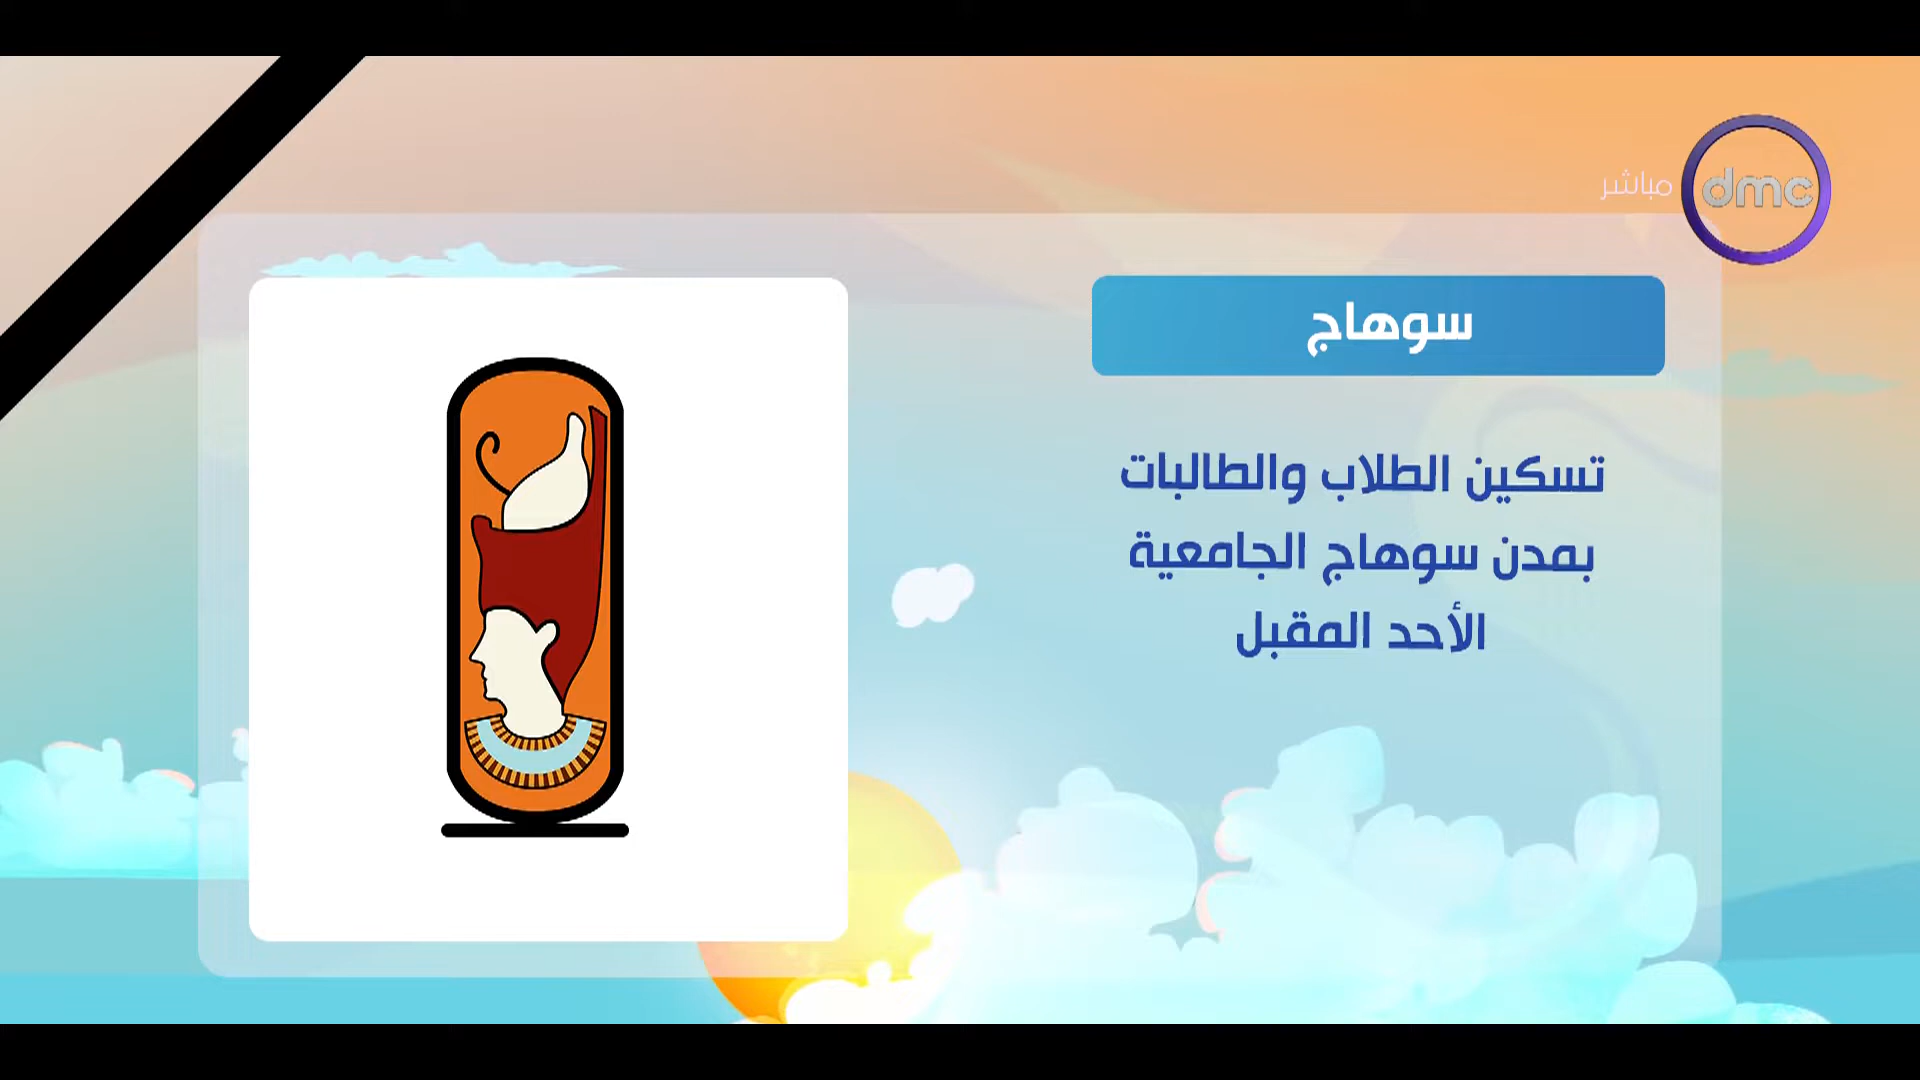 dmc
مباشر
سوهاج
تسكين الطلاب والطالبات
بمدن سوهاج الجامعية
الأحد المقبل